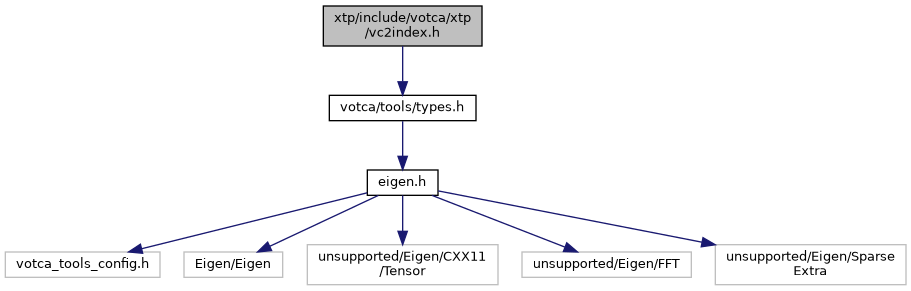 xtp/include/votca/xtp
/vc2index.h
votca/tools/types.h
eigen.h
votca_tools_config.h
Eigen/Eigen
unsupported/Eigen/CXX11
/Tensor
unsupported/Eigen/FFT
unsupported/Eigen/Sparse
Extra